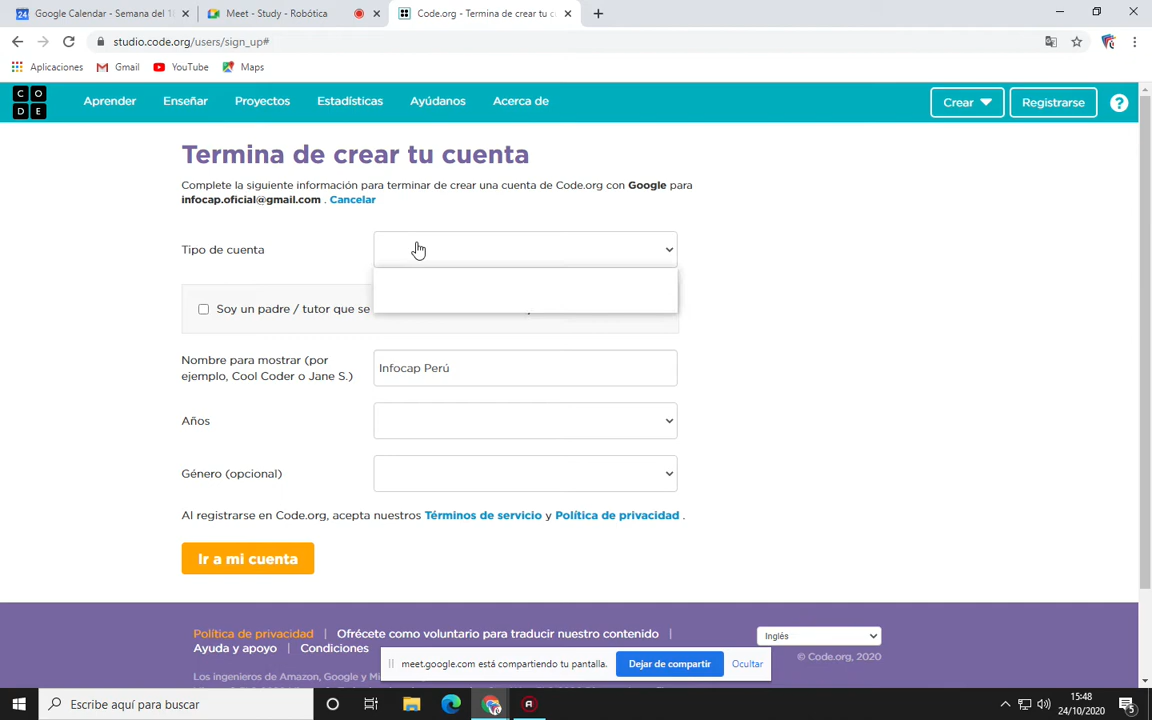 Google Calendar - Semana del 18
Meet - Study - Robótica
Code.org - Termina de crear tu c
studio.code.org/users/sign_up#
Aplicaciones
Gmail
YouTube
Maps
C O
D E
Aprender
Enseñar
Proyectos
Estadísticas
Ayúdanos
Acerca de
Crear
Registrarse
?
Termina de crear tu cuenta
Complete la siguiente información para terminar de crear una cuenta de Code.org con Google para
infocap.oficial@gmail.com . Cancelar
Tipo de cuenta
Soy un padre / tutor que se
Nombre para mostrar (por
ejemplo, Cool Coder o Jane S.)
Infocap Perú
Años
Género (opcional)
Al registrarse en Code.org, acepta nuestros Términos de servicio y Política de privacidad .
Ir a mi cuenta
Política de privacidad | Ofrécete como voluntario para traducir nuestro contenido |
Ayuda y apoyo | Condiciones
Inglés
© Code.org, 2020
Los ingenieros de Amazon, Google y M
meet.google.com está compartiendo tu pantalla.
Dejar de compartir
Ocultar
Escribe aquí para buscar
15:48
24/10/2020
5